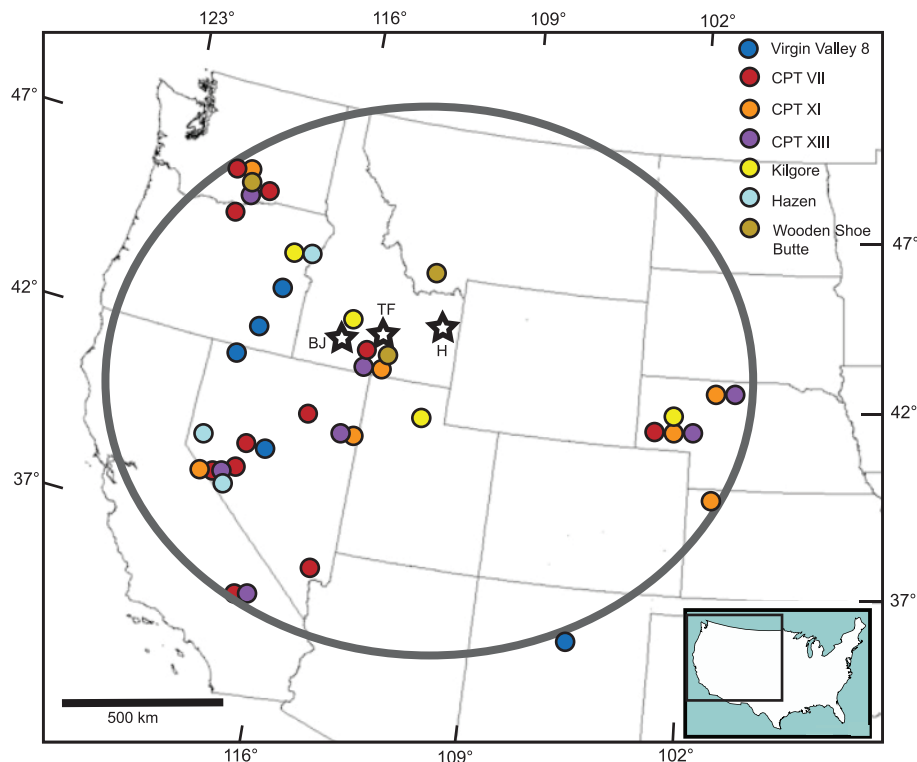 123°
116°
109°
102°
47°
Virgin Valley 8
CPT VII
CPT XI
CPT XIII
Kilgore
Hazen
Wooden Shoe
Butte
47°
42°
TF
BJ
H
42°
37°
37°
500 km
116°
109°
102°